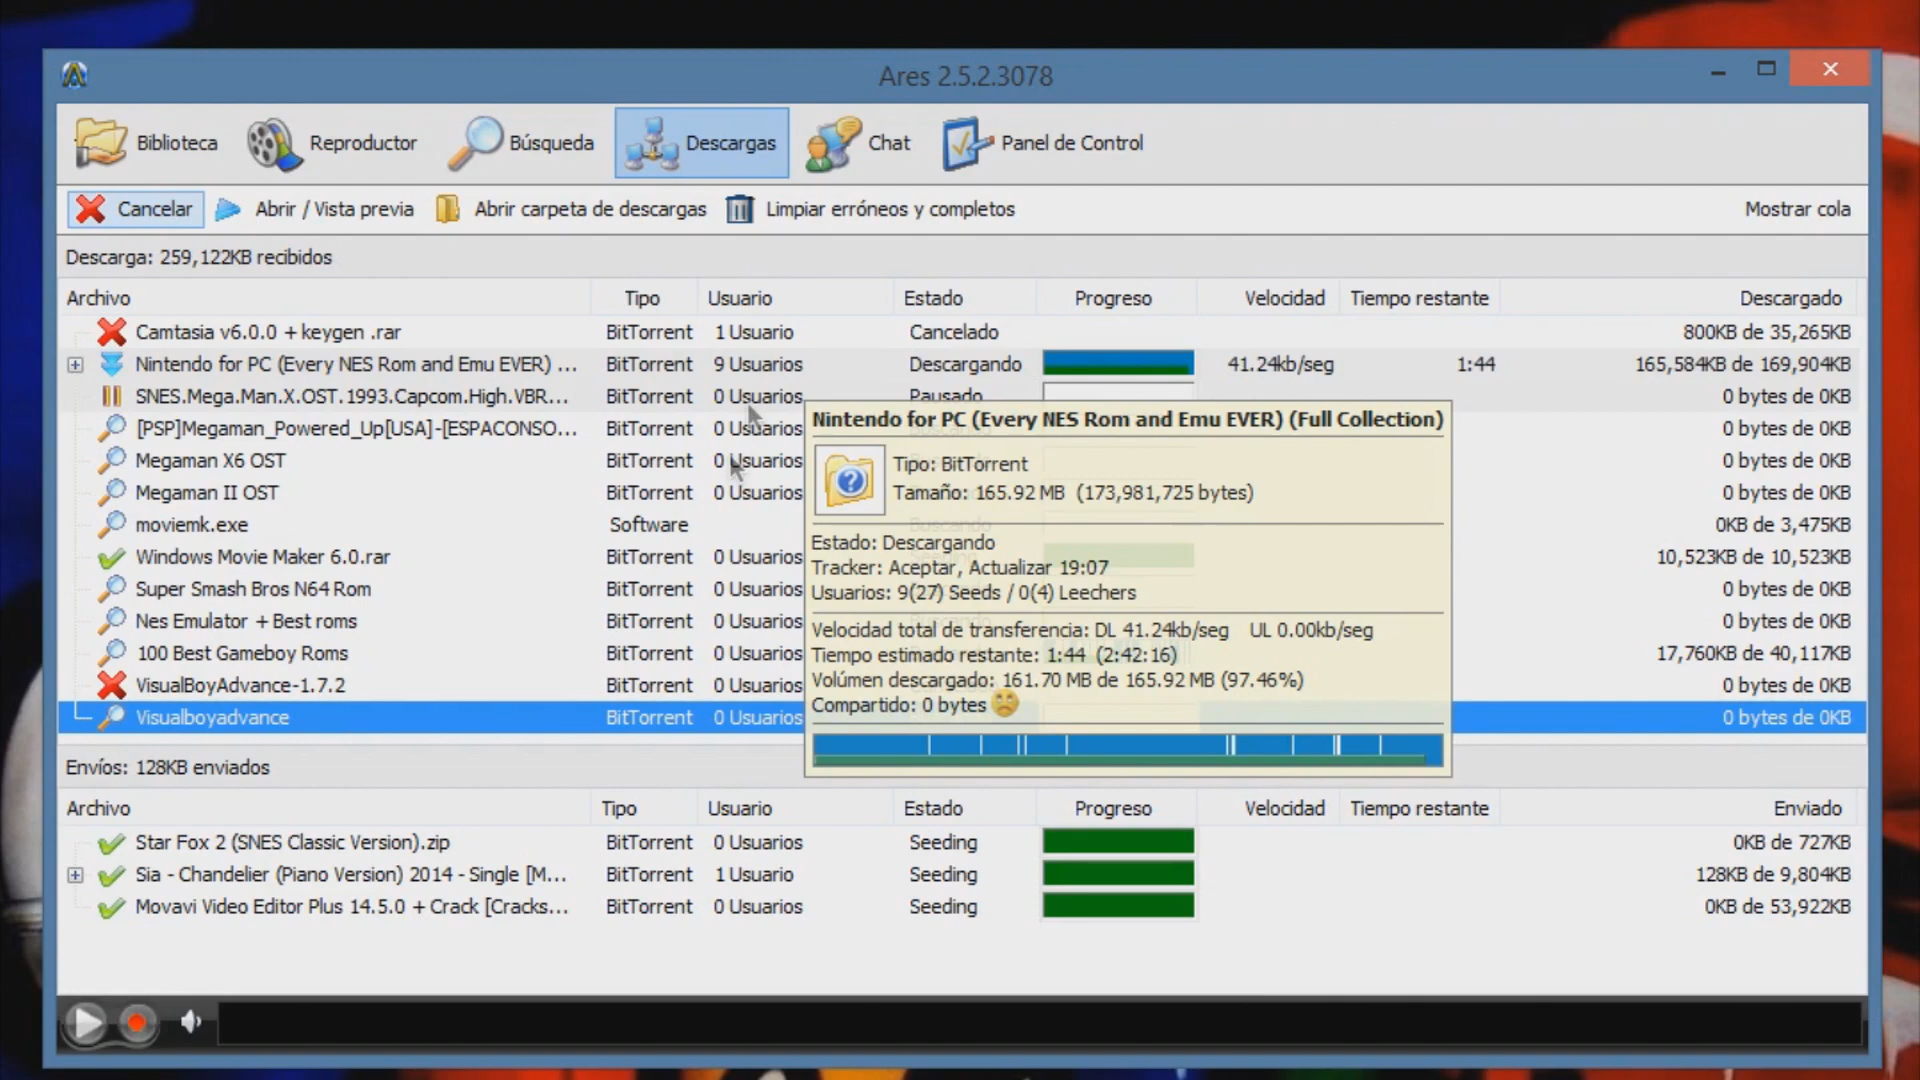 Ares 2.5.2.3078
Biblioteca Reproductor Búsqueda Descargas Chat Panel de Control
Cancelar Abrir / Vista previa Abrir carpeta de descargas Limpiar erróneos y completos Mostrar cola
Descarga: 259,122KB recibidos
Archivo Tipo Usuario Estado Progreso Velocidad Tiempo restante Descargado
Camtasia v6.0.0 + keygen .rar BitTorrent 1 Usuario Cancelado 800KB de 35,265KB
Nintendo for PC (Every NES Rom and Emu EVER) ... BitTorrent 9 Usuarios Descargando 41.24kb/seg 1:44 165,584KB de 169,904KB
SNES.Mega.Man.X.OST.1993.Capcom.High.VBR... BitTorrent 0 Usuarios Pausado 0 bytes de 0KB
[PSP]Megaman_Powered_Up[USA]-[ESPACONSO... BitTorrent 0 Usuarios 0 bytes de 0KB
Megaman X6 OST BitTorrent 0 Usuarios 0 bytes de 0KB
Megaman II OST BitTorrent 0 Usuarios 0 bytes de 0KB
moviemk.exe Software Buscando 0KB de 3,475KB
Windows Movie Maker 6.0.rar BitTorrent 0 Usuarios Seeding 10,523KB de 10,523KB
Super Smash Bros N64 Rom BitTorrent 0 Usuarios 0 bytes de 0KB
Nes Emulator + Best roms BitTorrent 0 Usuarios 0 bytes de 0KB
100 Best Gameboy Roms BitTorrent 0 Usuarios 17,760KB de 40,117KB
VisualBoyAdvance-1.7.2 BitTorrent 0 Usuarios 0 bytes de 0KB
Visualboyadvance BitTorrent 0 Usuarios 0 bytes de 0KB
Nintendo for PC (Every NES Rom and Emu EVER) (Full Collection)
Tipo: BitTorrent
Tamaño: 165.92 MB (173,981,725 bytes)
Estado: Descargando
Tracker: Aceptar, Actualizar 19:07
Usuarios: 9(27) Seeds / 0(4) Leechers
Velocidad total de transferencia: DL 41.24kb/seg UL 0.00kb/seg
Tiempo estimado restante: 1:44 (2:42:16)
Volúmen descargado: 161.70 MB de 165.92 MB (97.46%)
Compartido: 0 bytes
Envíos: 128KB enviados
Archivo Tipo Usuario Estado Progreso Velocidad Tiempo restante Enviado
Star Fox 2 (SNES Classic Version).zip BitTorrent 0 Usuarios Seeding 0KB de 727KB
Sia - Chandelier (Piano Version) 2014 - Single [M... BitTorrent 1 Usuario Seeding 128KB de 9,804KB
Movavi Video Editor Plus 14.5.0 + Crack [Cracks... BitTorrent 0 Usuarios Seeding 0KB de 53,922KB